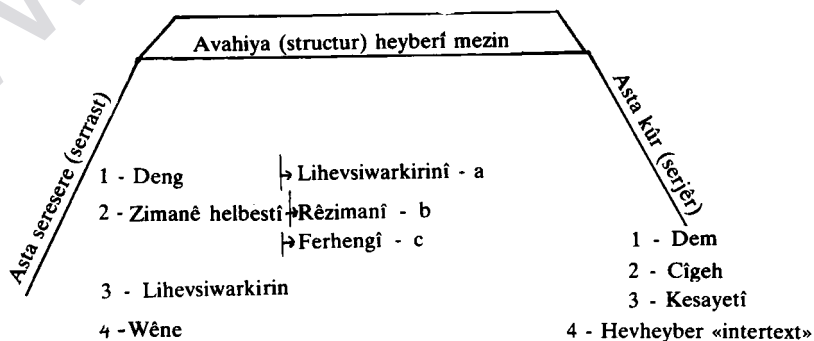 Avahiya (structur) heyberî mezin
Asta seresere (serrast)
Asta kûr (serjêr)
1 - Deng
Lihevsiwarkirinî - a
2 - Zimanê helbestî
Rêzimanî - b
Ferhengî - c
3 - Lihevsiwarkirin
4 - Wêne
1 - Dem
2 - Cîgeh
3 - Kesayetî
4 - Hevheyber «intertext»